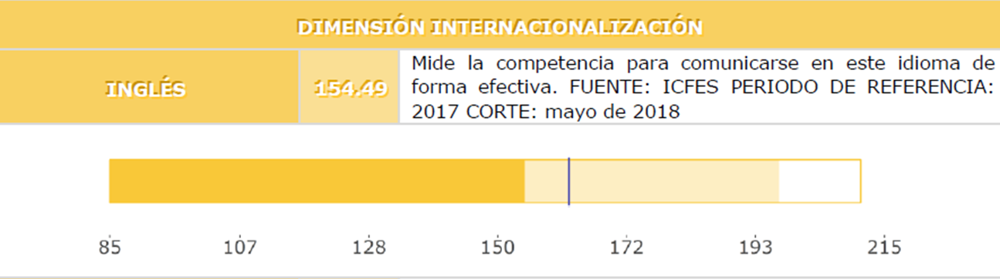 DIMENSIÓN INTERNACIONALIZACIÓN
INGLÉS
154.49
Mide la competencia para comunicarse en este idioma de
forma efectiva. FUENTE: ICFES PERIODO DE REFERENCIA:
2017 CORTE: mayo de 2018
85 107 128 150 172 193 215